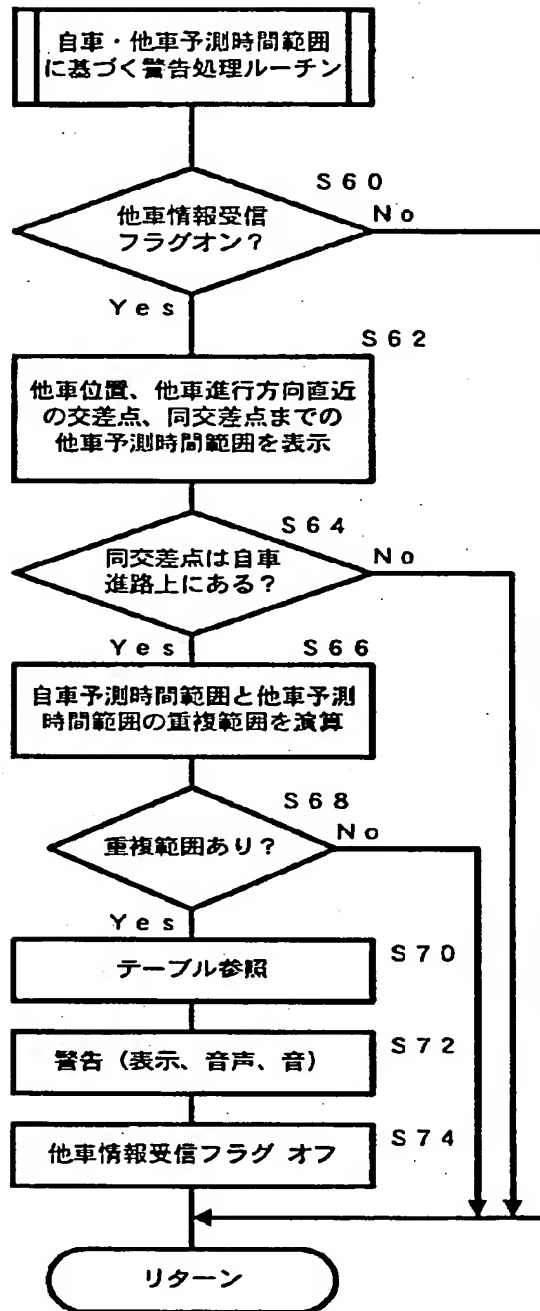 自車・他車予測時間範囲
に基づく警告処理ルーチン
S60
他車情報受信
フラグオン？
No
Yes
S62
他車位置、他車進行方向直近
の交差点、同交差点までの
他車予測時間範囲を表示
S64
同交差点は自車
進路上にある？
No
Yes
S66
自車予測時間範囲と他車予測
時間範囲の重複範囲を演算
S68
重複範囲あり？
No
Yes
テーブル参照
S70
警告（表示、音声、音）
S72
他車情報受信フラグ オフ
S74
リターン